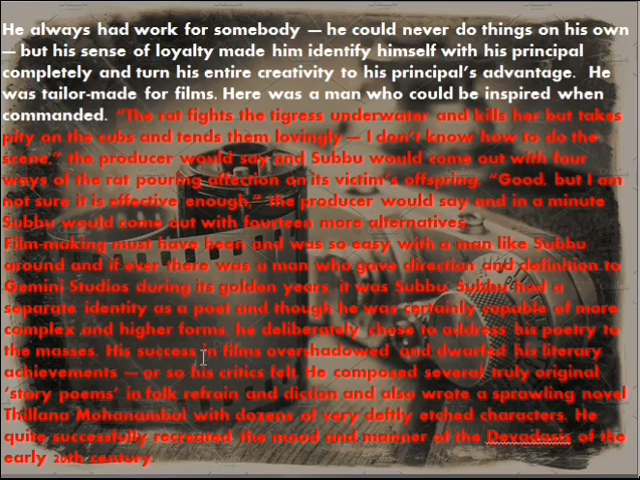 He always had work for somebody — he could never do things on his own
— but his sense of loyalty made him identify himself with his principal
completely and turn his entire creativity to his principal's advantage. He
was tailor-made for films. Here was a man who could be inspired when
commanded. “The rat fights the tigress underwater and kills her but takes
pity on the cubs and tends them lovingly — I don't know how to do the
scene,” the producer would say and Subbu would come out with four
ways of the rat pouring affection on its victim's offspring. “Good, but I am
not sure it is effective enough,” the producer would say and in a minute
Subbu would come out with fourteen more alternatives.
Film-making must have been and was so easy with a man like Subbu
around and if ever there was a man who gave direction and definition to
Gemini Studios during its golden years, it was Subbu. Subbu had a
separate identity as a poet and though he was certainly capable of more
complex and higher forms, he deliberately chose to address his poetry to
the masses. His success in films overshadowed and dwarfed his literary
achievements — or so his critics felt. He composed several truly original
‘story poems’ in folk refrain and diction and also wrote a sprawling novel
Thillana Mohanambal with dozens of very deftly etched characters. He
quite successfully recreated the mood and manner of the Devadasis of the
early 20th century.